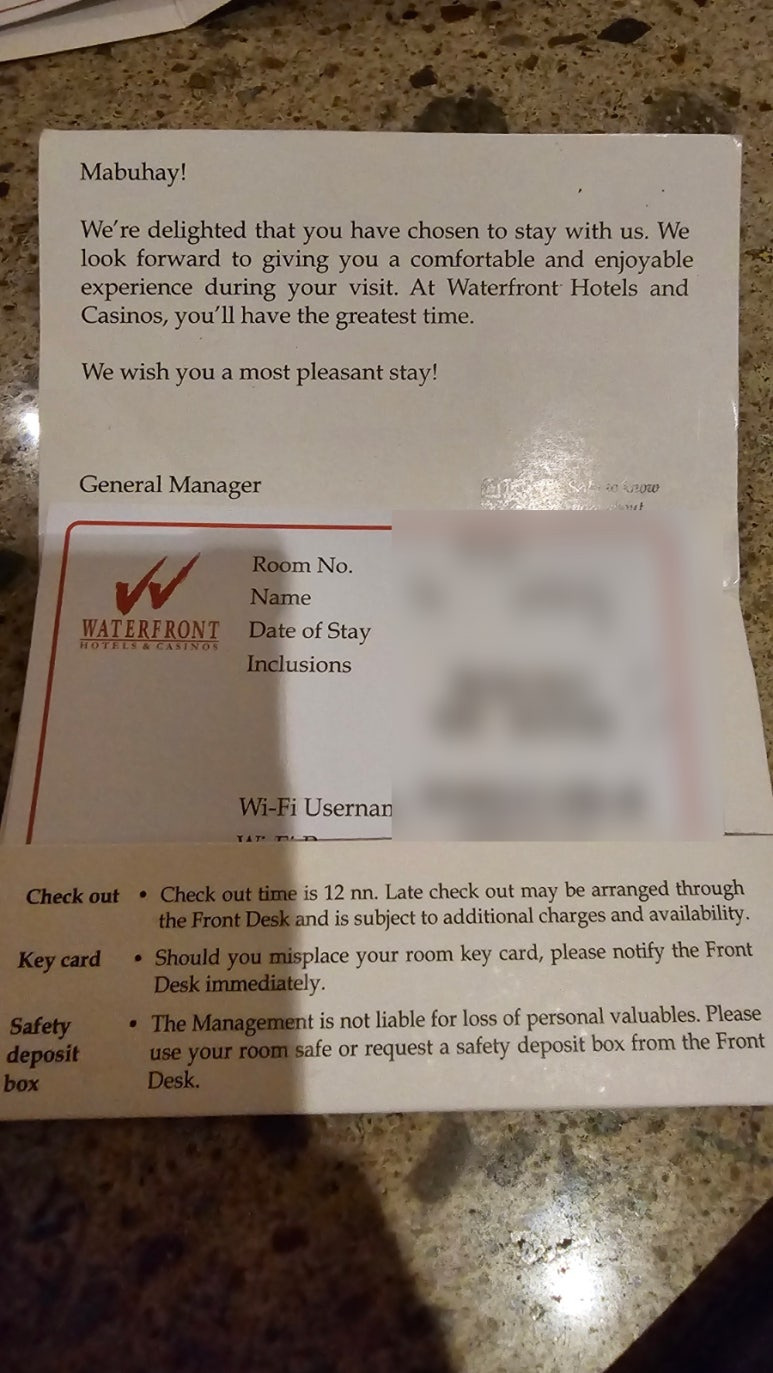 Mabuhay!
We're delighted that you have chosen to stay with us. We
look forward to giving you a comfortable and enjoyable
experience during your visit. At Waterfront Hotels and
Casinos, you'll have the greatest time.
We wish you a most pleasant stay!
General Manager
to know
WATERFRONT
HOTELS & CASINOS
Room No.
Name
Date of Stay
Inclusions
Wi-Fi
Check out • Check out time is 12 nn. Late check out may be arranged through
the Front Desk and is subject to additional charges and availability.
Key card • Should you misplace your room key card, please notify the Front
Desk immediately.
Safety deposit box • The Management is not liable for loss of personal valuables. Please
use your room safe or request a safety deposit box from the Front
Desk.